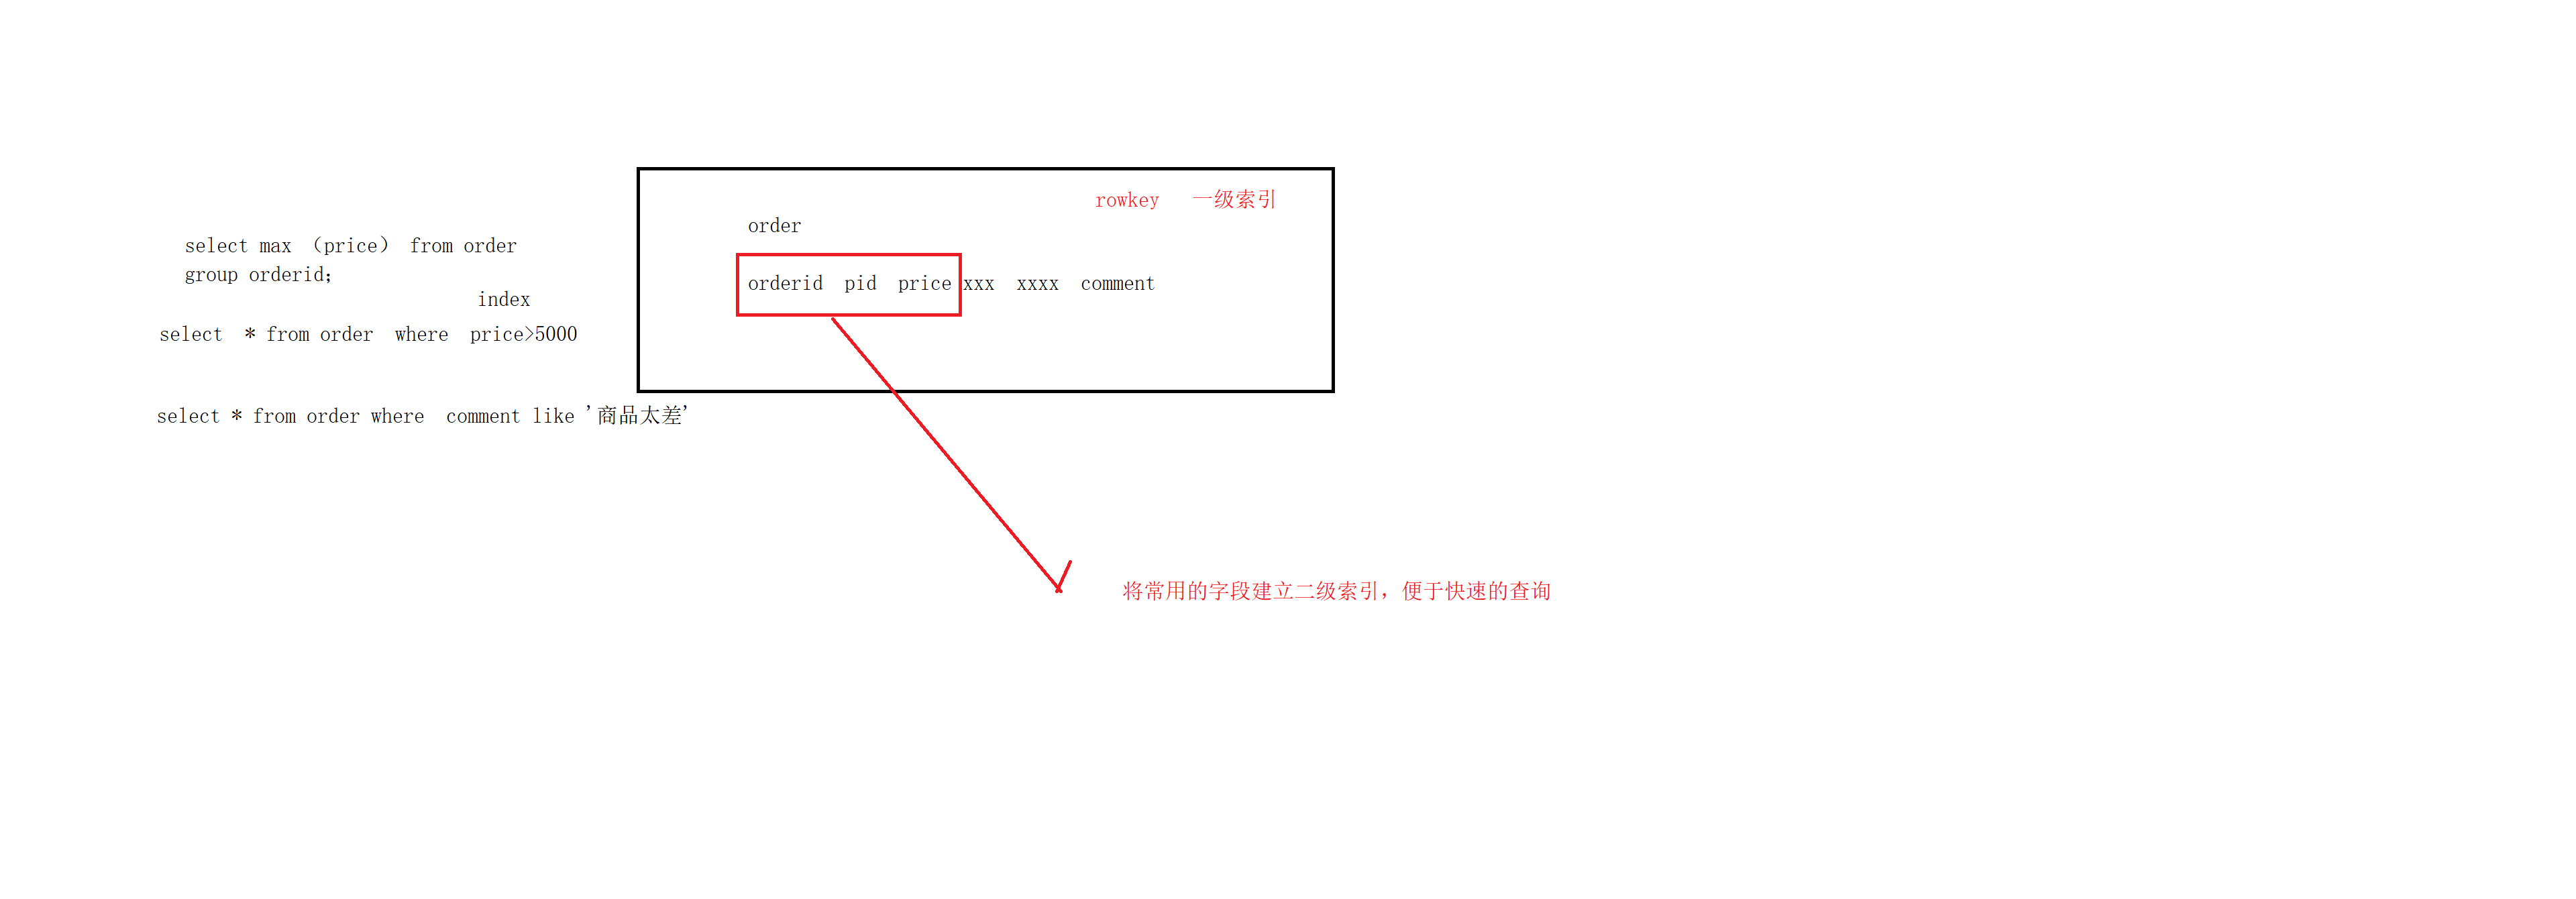 select max （price） from order
group orderid;
index
select * from order where price>5000
select * from order where comment like '商品太差'
rowkey 一级索引
order
orderid pid price xxx xxxx comment
将常用的字段建立二级索引，便于快速的查询